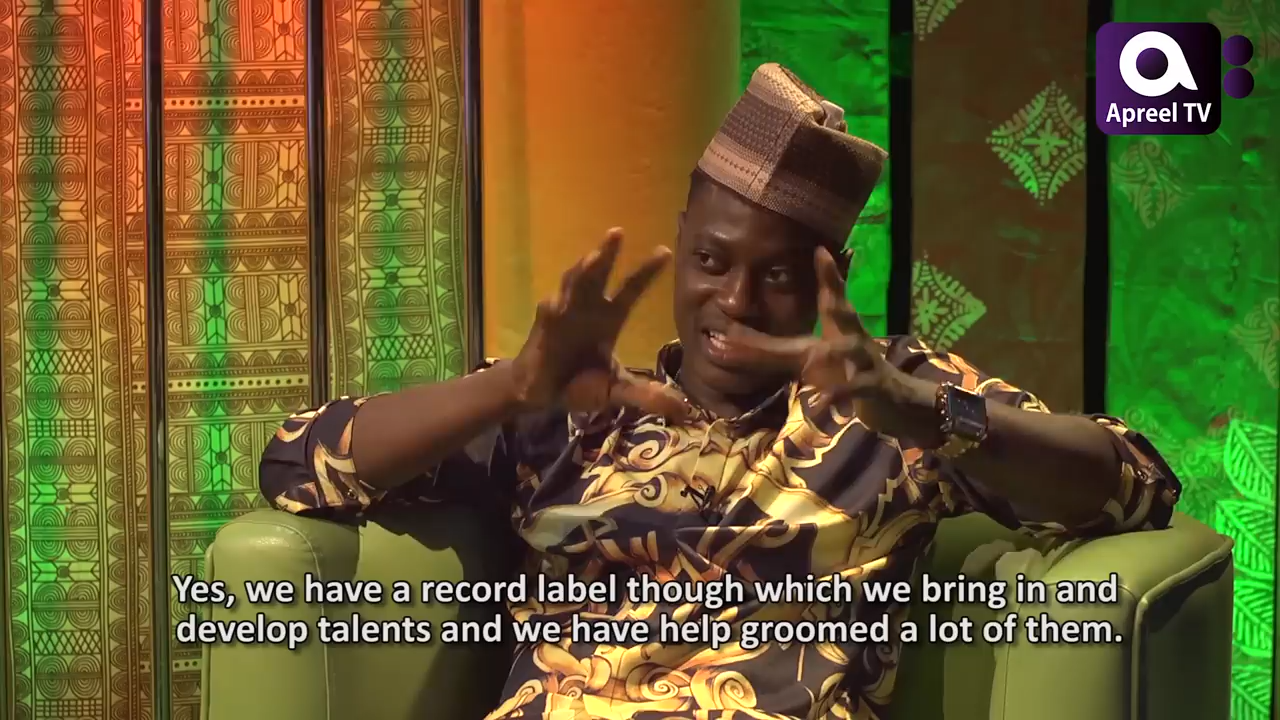 Apreel TV
Yes, we have a record label though which we bring in and
develop talents and we have help groomed a lot of them.